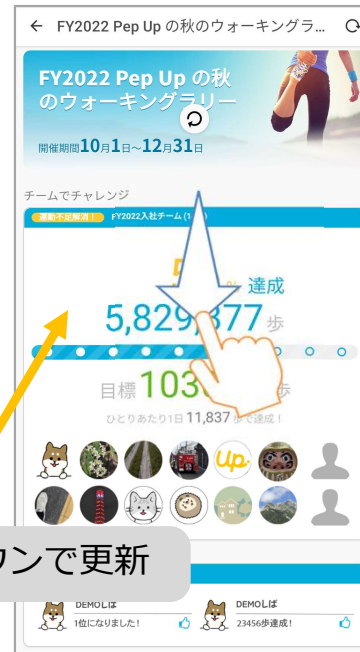 ← FY2022 Pep Up の秋のウォーキングラ...
FY2022 Pep Up の秋
のウォーキングラリー
開催期間10月1日~12月31日
チームでチャレンジ
運動不足解消! FY2022入社チーム
達成
5,829,877歩
目標 103 歩
ひとりあたり1日 11,837 歩で達成!
Up.
ウンで更新
DEMOしば
1位になりました!
DEMOしば
23456歩達成!